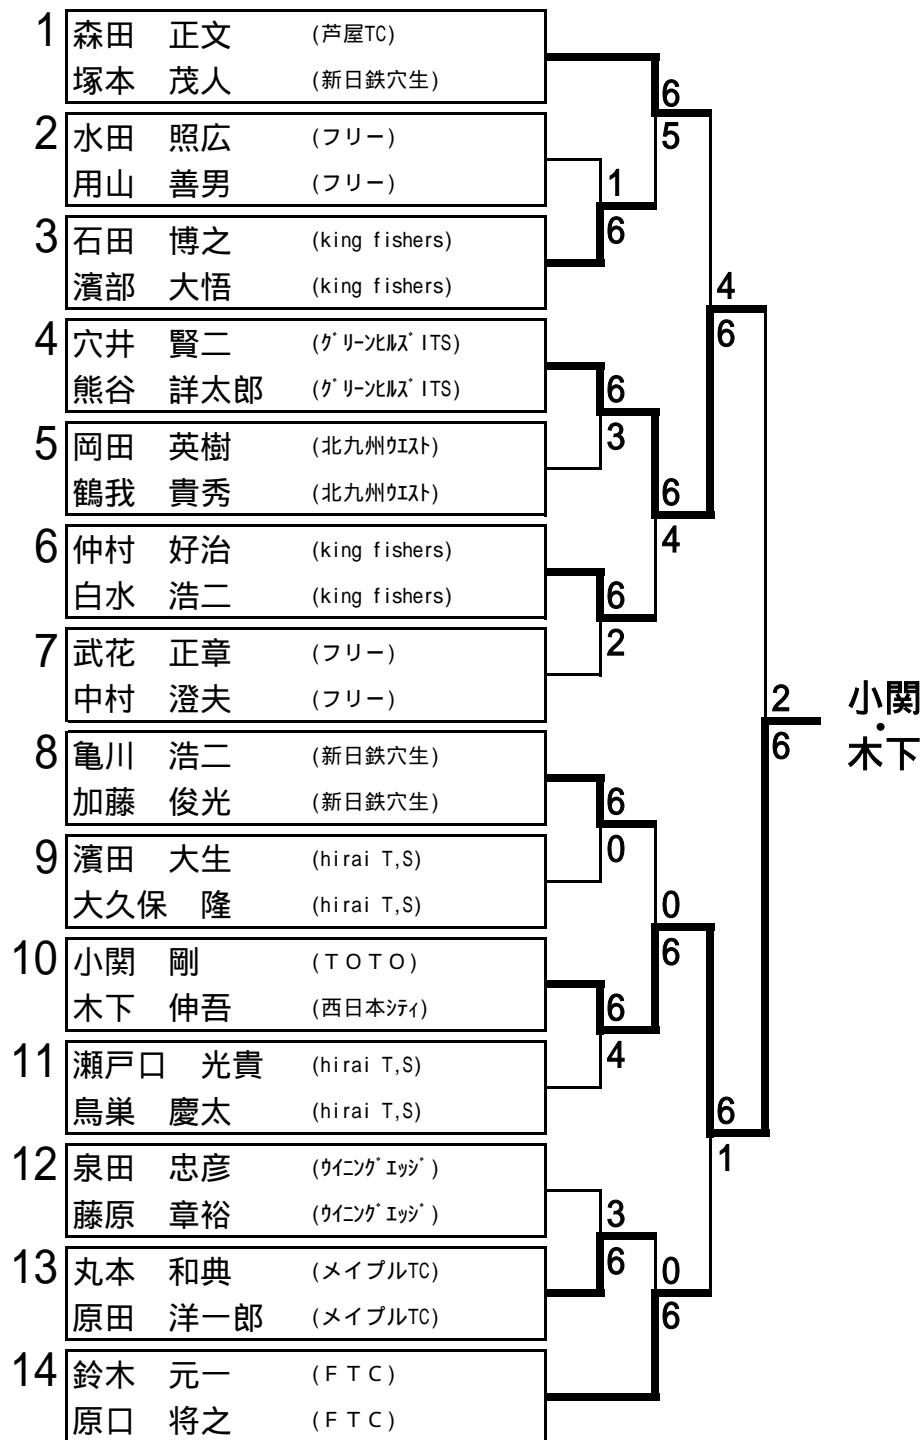 1 森田　正文 (芦屋TC)
塚本　茂人 (新日鉄穴生)
6
2 水田　照広 (フリー)
5
用山　善男 (フリー)
1
3 石田　博之 (king fishers)
6
濱部　大悟 (king fishers)
4
4 穴井　賢二 (ｸﾞﾘｰﾝﾋﾙｽﾞITS)
6
熊谷　詳太郎 (ｸﾞﾘｰﾝﾋﾙｽﾞITS)
6
5 岡田　英樹 (北九州ｳｴｽﾄ)
3
鶴我　貴秀 (北九州ｳｴｽﾄ)
6
6 仲村　好治 (king fishers)
4
白水　浩二 (king fishers)
6
7 武花　正章 (フリー)
2
中村　澄夫 (フリー)
2
小関
・
木下
6
8 亀川　浩二 (新日鉄穴生)
加藤　俊光 (新日鉄穴生)
6
9 濱田　大生 (hirai T,S)
0
大久保　隆 (hirai T,S)
0
10 小関　剛 (ＴＯＴＯ)
6
木下　伸吾 (西日本ｼﾃｨ)
6
11 瀬戸口　光貴 (hirai T,S)
4
鳥巣　慶太 (hirai T,S)
6
12 泉田　忠彦 (ｳｲﾆﾝｸﾞｴｯｼﾞ)
1
藤原　章裕 (ｳｲﾆﾝｸﾞｴｯｼﾞ)
3
13 丸本　和典 (メイプルTC)
6
0
原田　洋一郎 (メイプルTC)
6
14 鈴木　元一 (ＦＴＣ)
原口　将之 (ＦＴＣ)